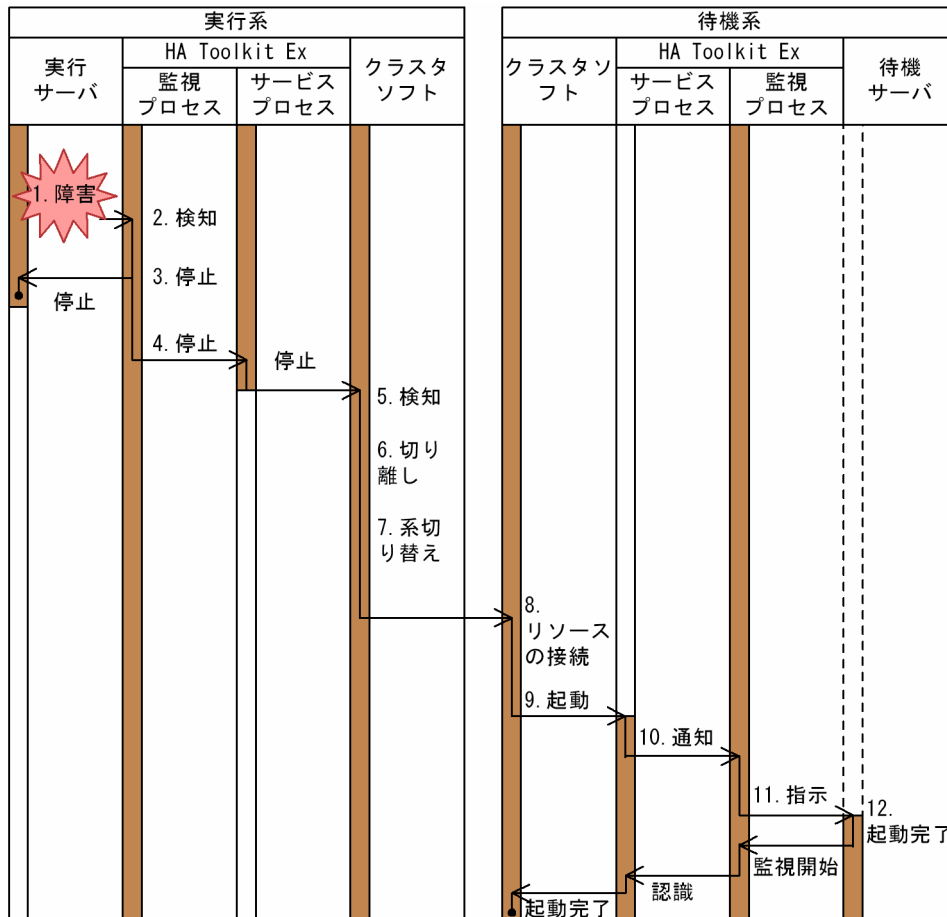 実行系
待機系
実行
サーバ
HA Toolkit Ex
監視
プロセス
サービス
プロセス
クラスタ
ソフト
クラスタソ
フト
HA Toolkit Ex
サービス
プロセス
監視
プロセス
待機
サーバ
1.障害
2.検知
3.停止
停止
4.停止
停止
5.検知
6.切り
離し
7.系切
り替え
8.
リソース
の接続
9.起動
10.通知
11.指示
12.
起動完了
監視開始
認識
起動完了